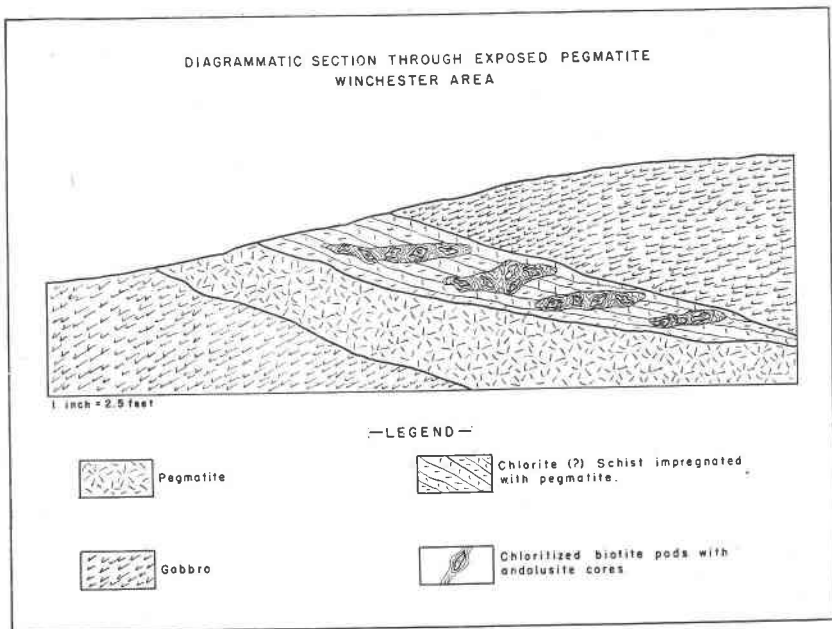 DIAGRAMMATIC SECTION THROUGH EXPOSED PEGMATITE
WINCHESTER AREA
1 inch = 2.5 feet
—LEGEND—
Pegmatite
Chlorite (?) Schist impregnated
with pegmatite.
Gabbro
Chloritized biotite pods with
andalusite cores